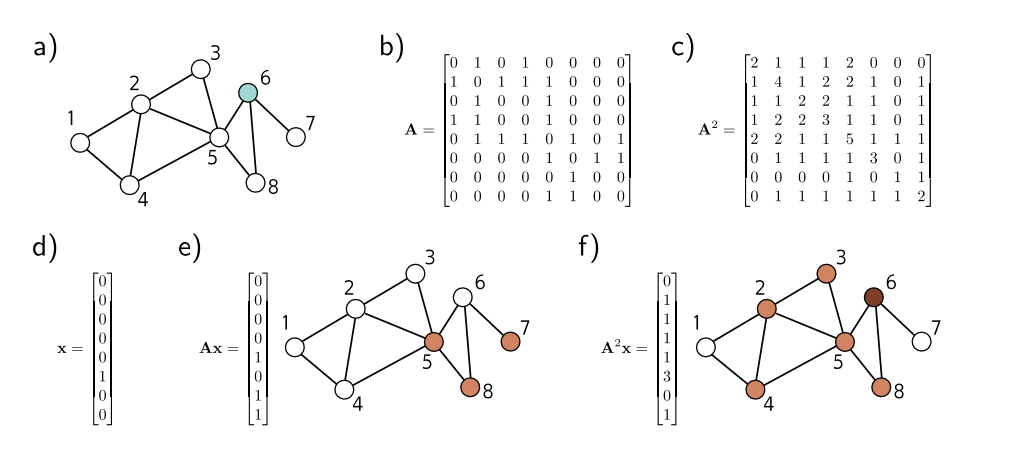 a)
1
2
3
4
5
6
7
8
b)
A =
0 1 0 1 0 0 0 0
1 0 1 1 1 0 0 0
0 1 0 0 1 0 0 0
1 1 0 0 1 0 0 0
0 1 1 1 0 1 0 1
0 0 0 0 1 0 1 1
0 0 0 0 0 1 0 0
0 0 0 0 1 1 0 0
c)
A² =
2 1 1 1 2 0 0 0
1 4 1 2 2 1 0 1
1 1 2 2 1 1 0 1
1 2 2 3 1 1 0 1
2 2 1 1 5 1 1 1
0 1 1 1 1 3 0 1
0 0 0 0 1 0 1 1
0 1 1 1 1 1 1 2
d)
x =
0
0
0
0
0
1
0
0
e)
Ax =
0
0
0
0
1
0
1
1
1
2
3
4
5
6
7
8
f)
A²x =
0
1
1
1
1
3
0
1
1
2
3
4
5
6
7
8